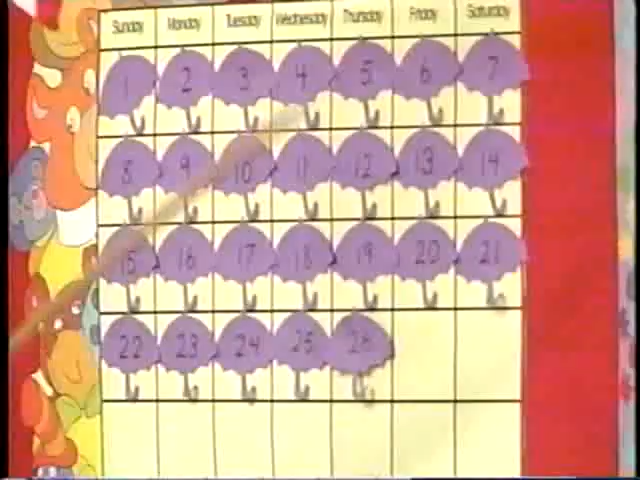 Sunday Monday Tuesday Wednesday Thursday Friday Saturday
1 2 3 4 5 6 7
8 9 10 11 12 13 14
15 16 17 18 19 20 21
22 23 24 25 26